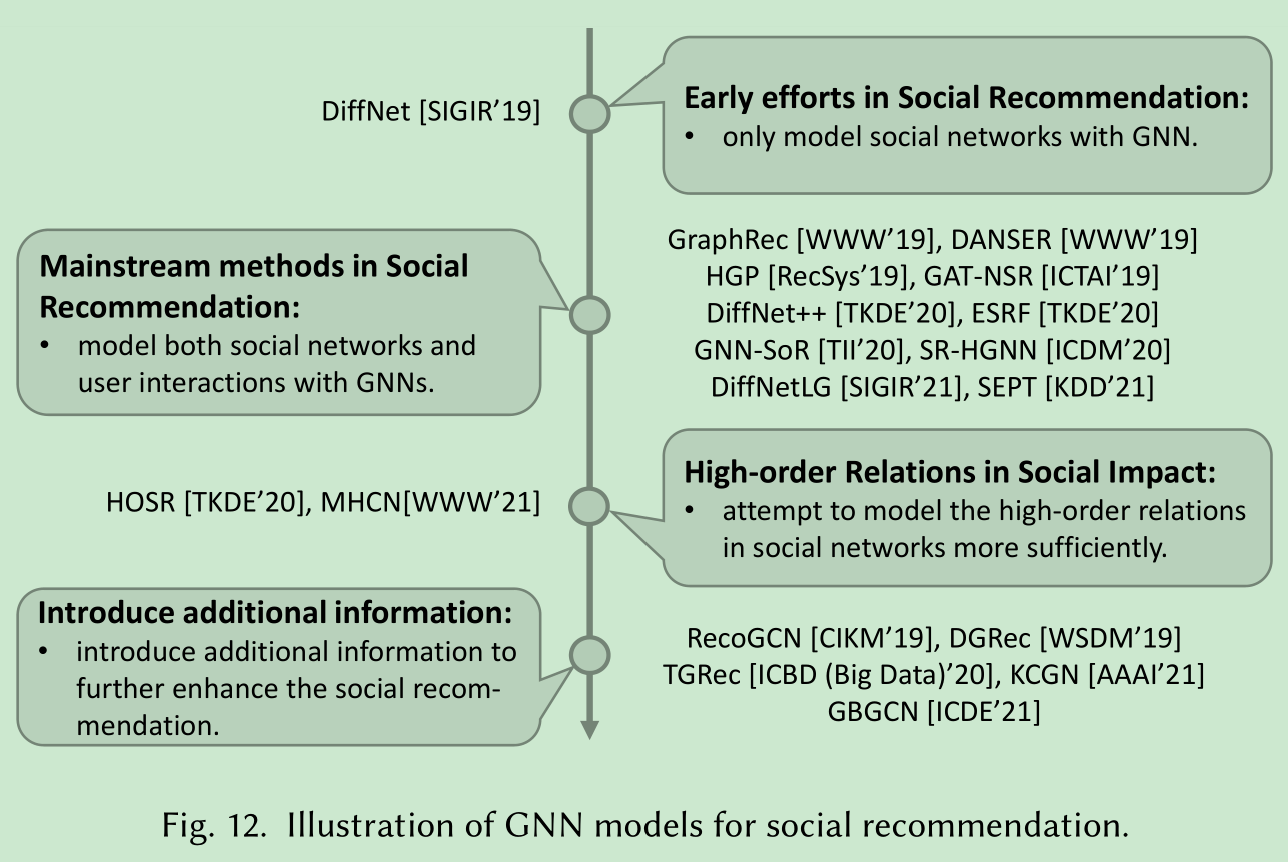 DiffNet [SIGIR’19]
Early efforts in Social Recommendation:
• only model social networks with GNN.
Mainstream methods in Social
Recommendation:
• model both social networks and
user interactions with GNNs.
GraphRec [WWW’19], DANSER [WWW’19]
HGP [RecSys’19], GAT-NSR [ICTAI’19]
DiffNet++ [TKDE’20], ESRF [TKDE’20]
GNN-SoR [TII’20], SR-HGNN [ICDM’20]
DiffNetLG [SIGIR’21], SEPT [KDD’21]
HOSR [TKDE’20], MHCN[WWW’21]
High-order Relations in Social Impact:
• attempt to model the high-order relations
in social networks more sufficiently.
Introduce additional information:
• introduce additional information to
further enhance the social recom-
mendation.
RecoGCN [CIKM’19], DGRec [WSDM’19]
TGRec [ICBD (Big Data)’20], KCGN [AAAI’21]
GBGCN [ICDE’21]
Fig. 12. Illustration of GNN models for social recommendation.